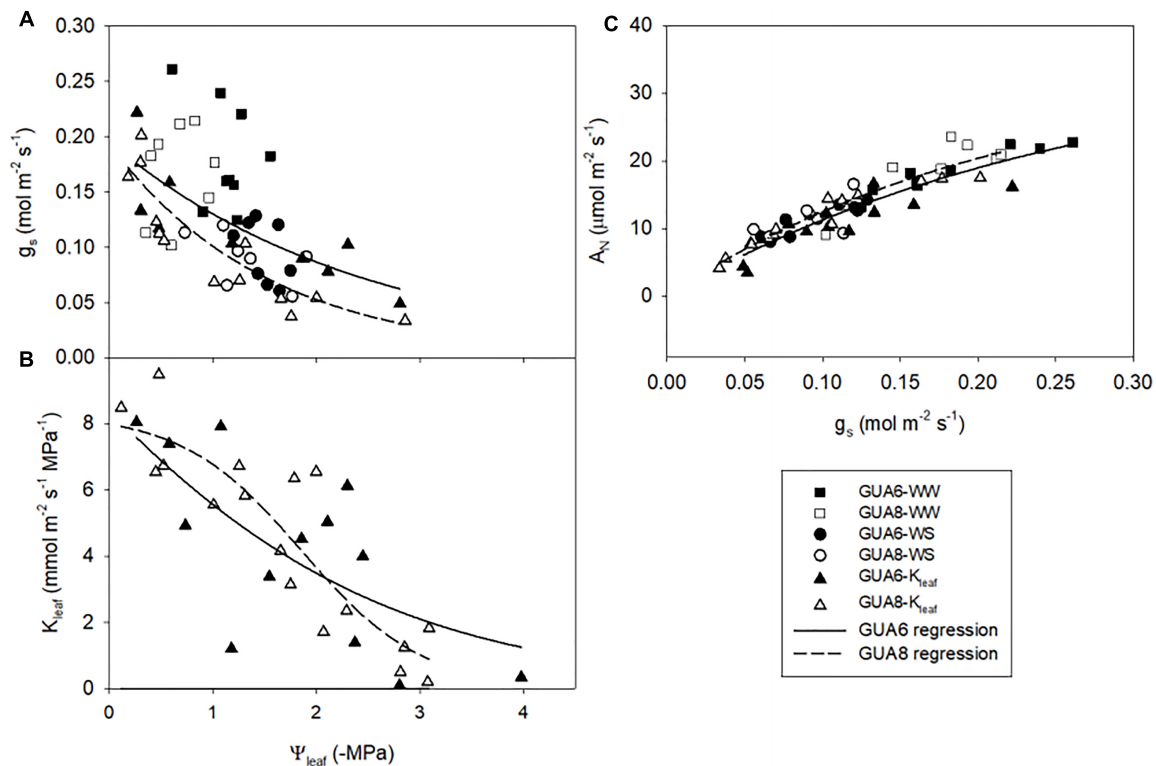 A
0.30
0.25
0.20
0.15
0.10
0.05
0.00
gs (mol m-2 s-1)
B
8
6
4
2
0
Kleaf (mmol m-2 s-1 MPa-1)
0 1 2 3 4
Ψleaf (-MPa)
C
40
30
20
10
0
AN (μmol m-2 s-1)
0.00 0.05 0.10 0.15 0.20 0.25 0.30
gs (mol m-2 s-1)
GUA6-WW
GUA8-WW
GUA6-WS
GUA8-WS
GUA6-Kleaf
GUA8-Kleaf
GUA6 regression
GUA8 regression